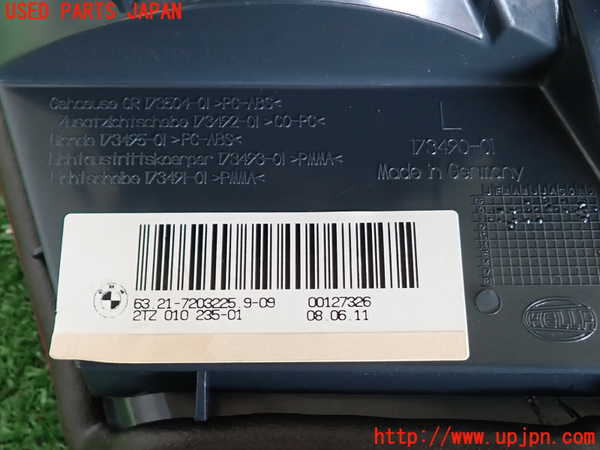 USED PARTS JAPAN
Gehaeuse GR 173504-01 >PC-ABS<
Zusatzlichtscheibe 173492-01 >CO-PC<
Blende 173495-01 >PC-ABS<
Lichtaustrittskoerper 173493-01 >PMMA<
Lichtscheibe 173491-01 >PMMA<
L
173490-01
Made in Germany
JFMAMJJASOND
BMW
63.21-7203225.9-09 00127326
2TZ 010 235-01 08.06.11
HELLA
http://www.upjpn.com